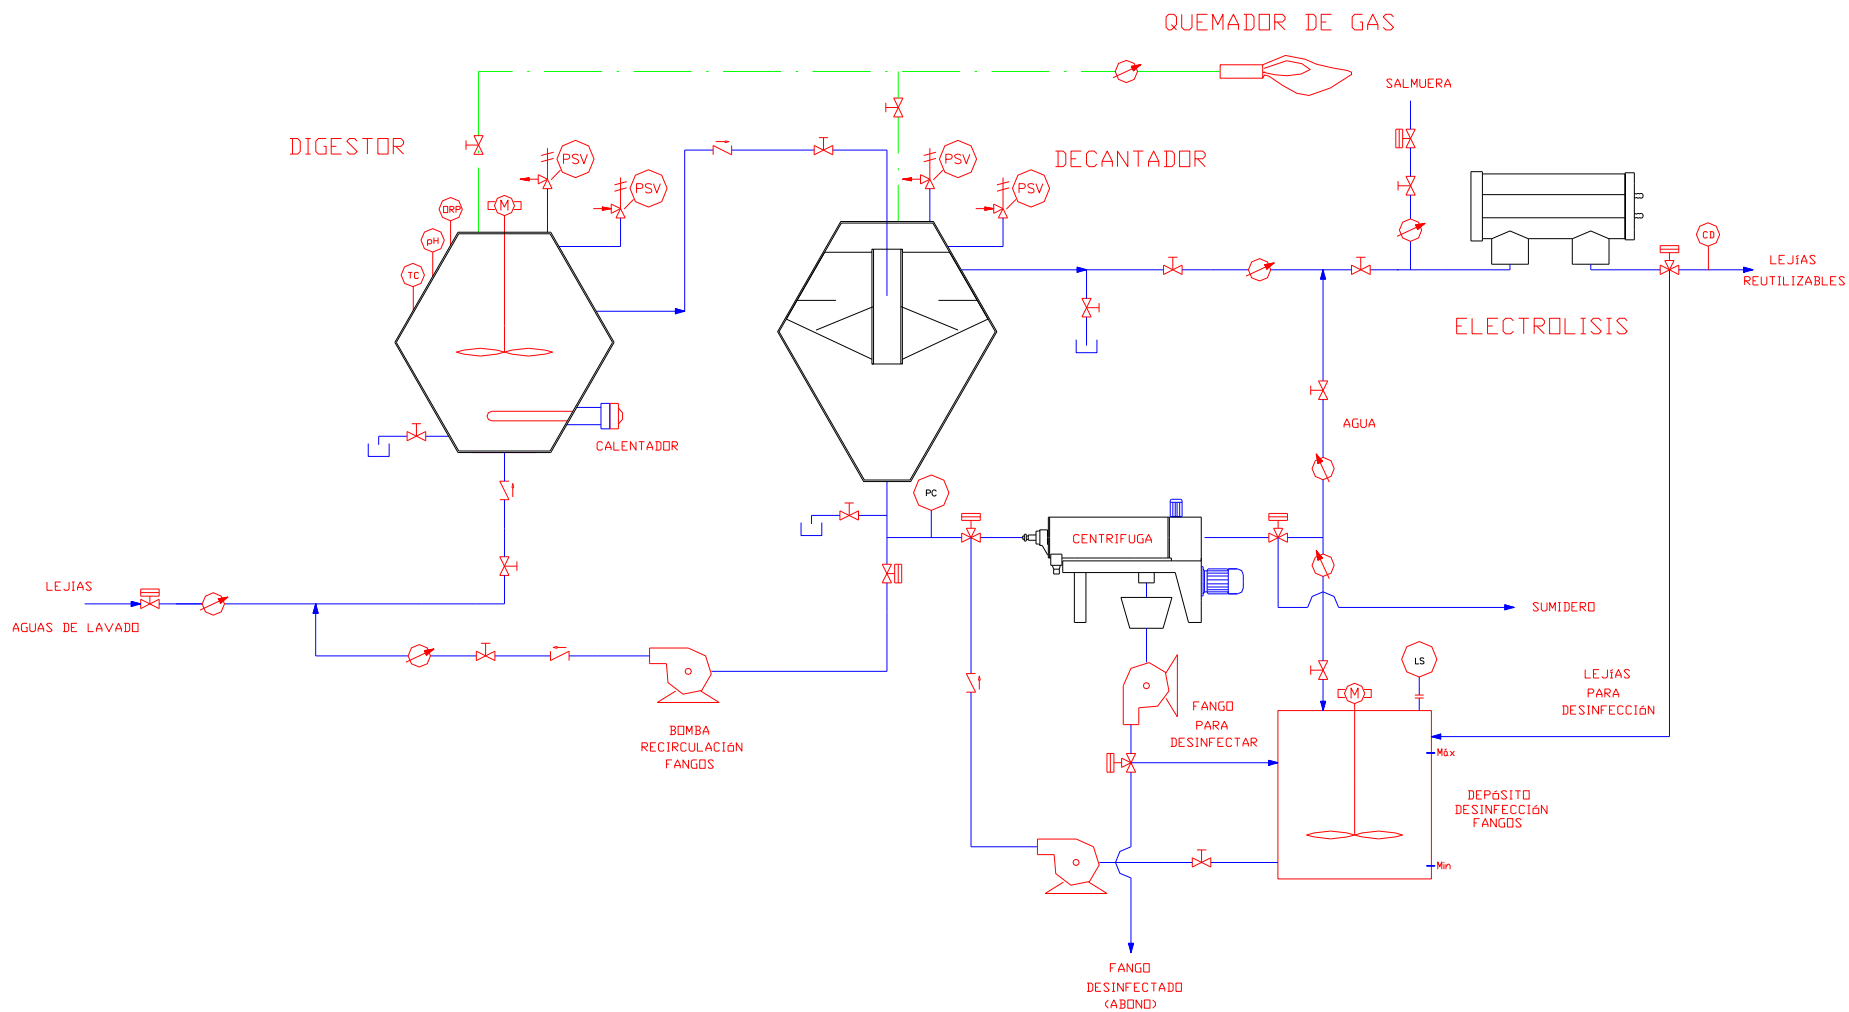 QUEMADOR DE GAS
SALMUERA
DIGESTOR
PSV
PSV
DECANTADOR
PSV
PSV
M
ORP
pH
TC
CD
LEJíAS
REUTILIZABLES
ELECTROLISIS
CALENTADOR
AGUA
PC
CENTRIFUGA
LEJIAS
AGUAS DE LAVADO
SUMIDERO
LS
M
LEJíAS
PARA
DESINFECCIóN
FANGO
PARA
DESINFECTAR
BOMBA
RECIRCULACIóN
FANGOS
Máx
DEPóSITO
DESINFECCIóN
FANGOS
Min
FANGO
DESINFECTADO
(ABONO)